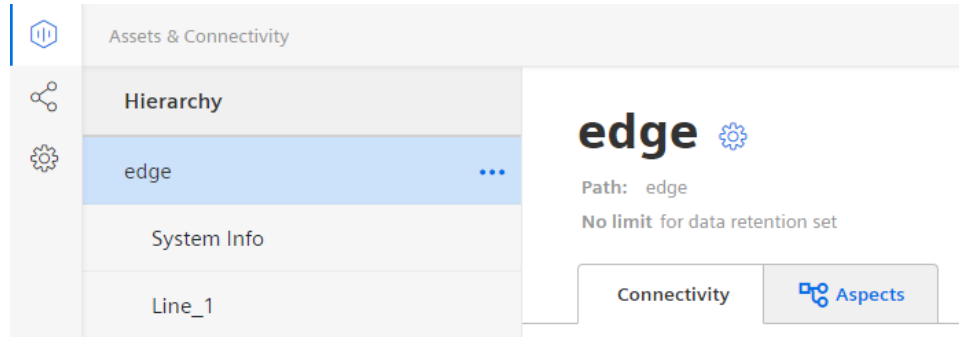 Assets & Connectivity
Hierarchy
edge
System Info
Line_1
edge
Path: edge
No limit for data retention set
Connectivity
Aspects